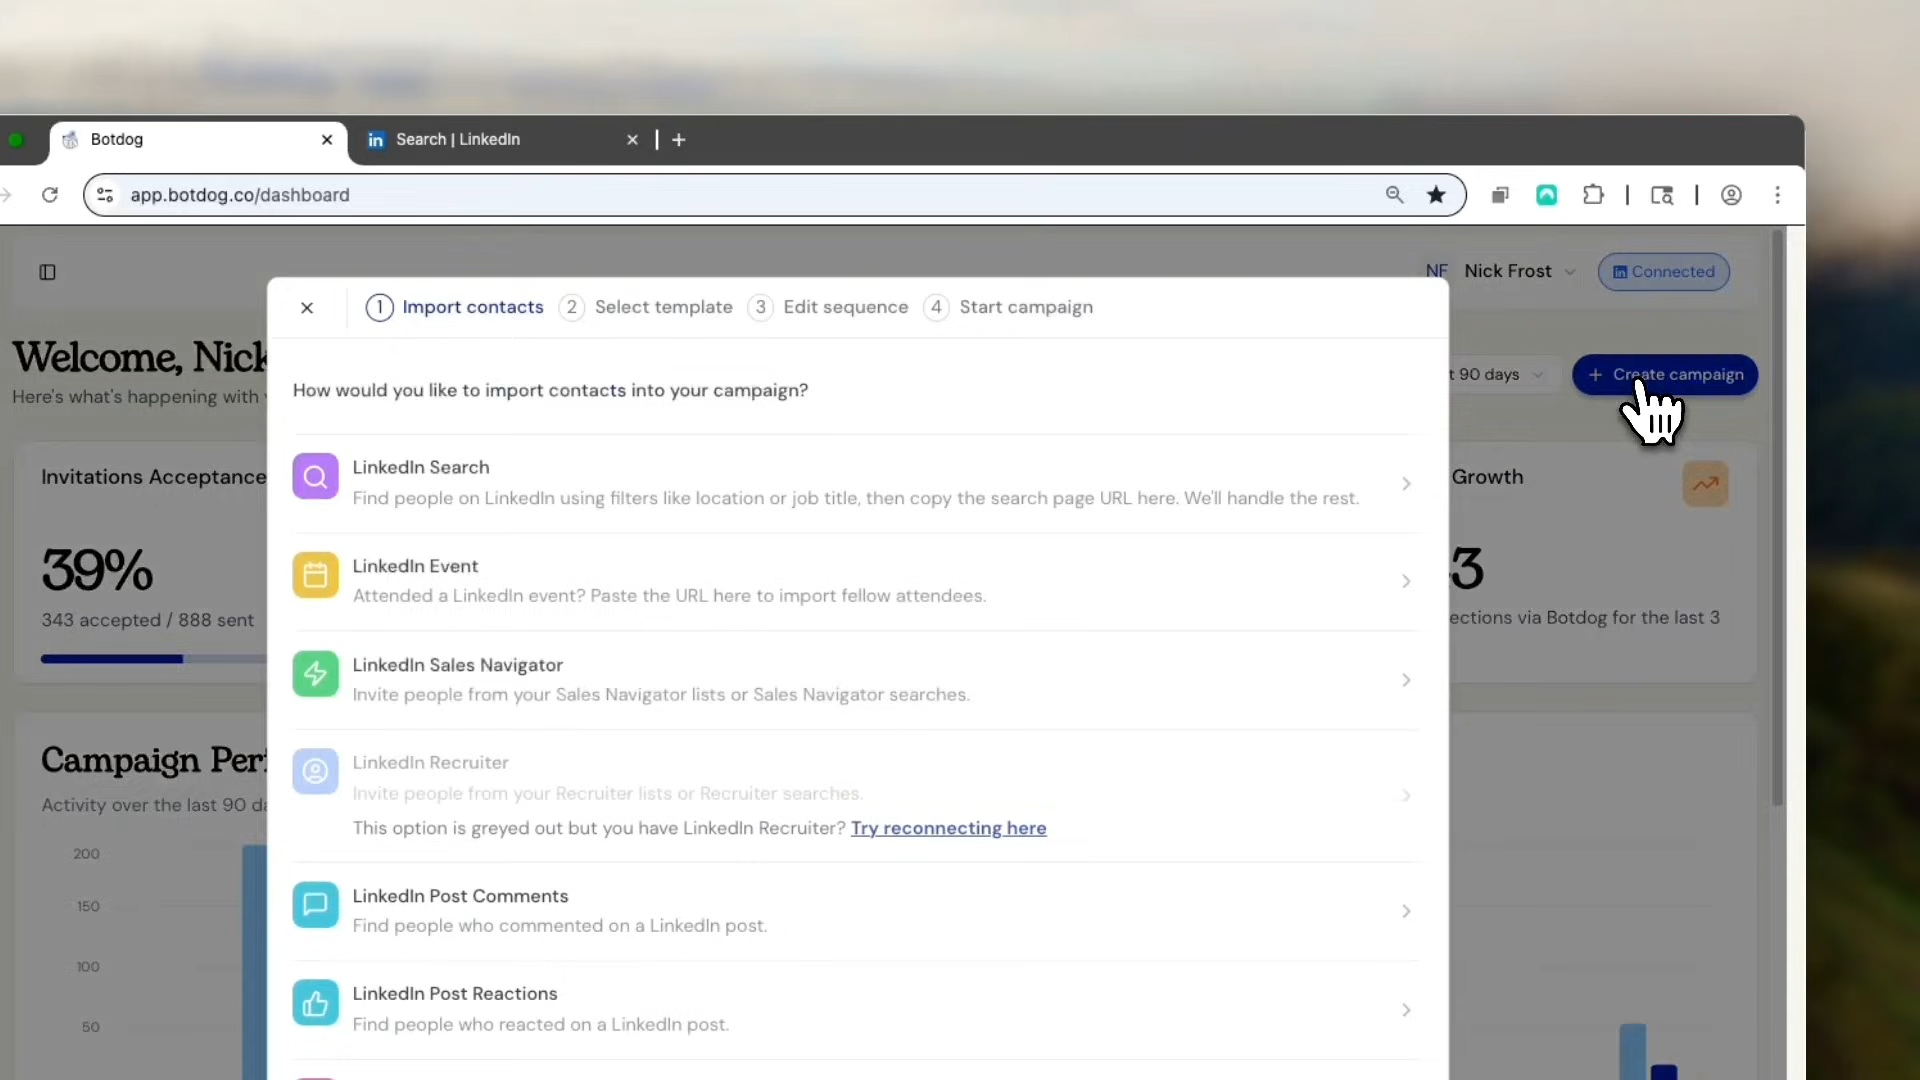 Botdog
Search | LinkedIn
app.botdog.co/dashboard
NF Nick Frost
Connected
1 Import contacts 2 Select template 3 Edit sequence 4 Start campaign
Welcome, Nick
Here's what's happening with
t 90 days
+ Create campaign
How would you like to import contacts into your campaign?
Invitations Acceptance
39%
343 accepted / 888 sent
Growth
3
ections via Botdog for the last 3
LinkedIn Search
Find people on LinkedIn using filters like location or job title, then copy the search page URL here. We'll handle the rest.
LinkedIn Event
Attended a LinkedIn event? Paste the URL here to import fellow attendees.
LinkedIn Sales Navigator
Invite people from your Sales Navigator lists or Sales Navigator searches.
LinkedIn Recruiter
Invite people from your Recruiter lists or Recruiter searches.
This option is greyed out but you have LinkedIn Recruiter? Try reconnecting here
LinkedIn Post Comments
Find people who commented on a LinkedIn post.
LinkedIn Post Reactions
Find people who reacted on a LinkedIn post.
Campaign Per
Activity over the last 90 da
200
150
100
50